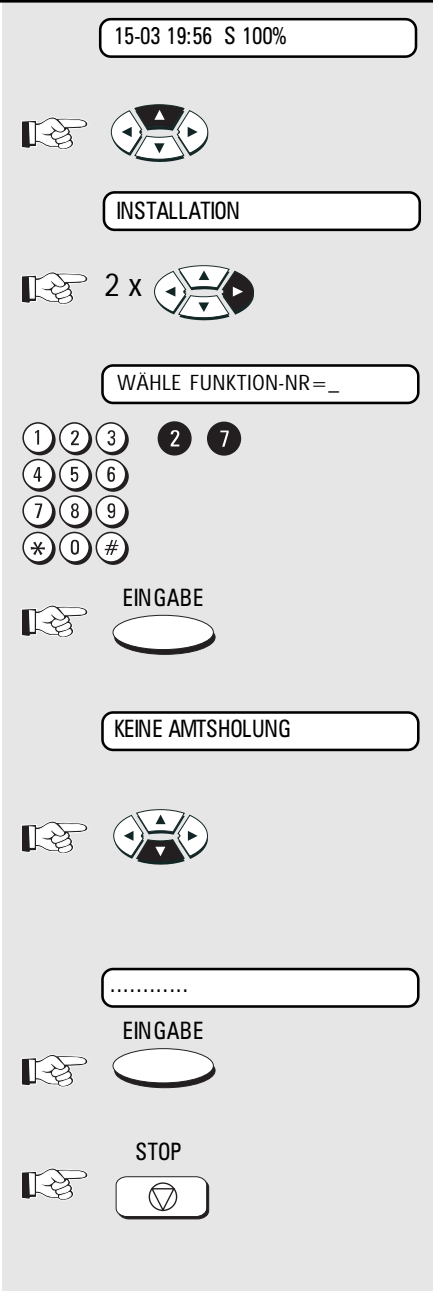 15-03 19:56 S 100%
INSTALLATION
2 x
WÄHLE FUNKTION-NR=_
1 2 3 2 7
4 5 6
7 8 9
* 0 #
EINGABE
KEINE AMTSHOLUNG
............
EINGABE
STOP